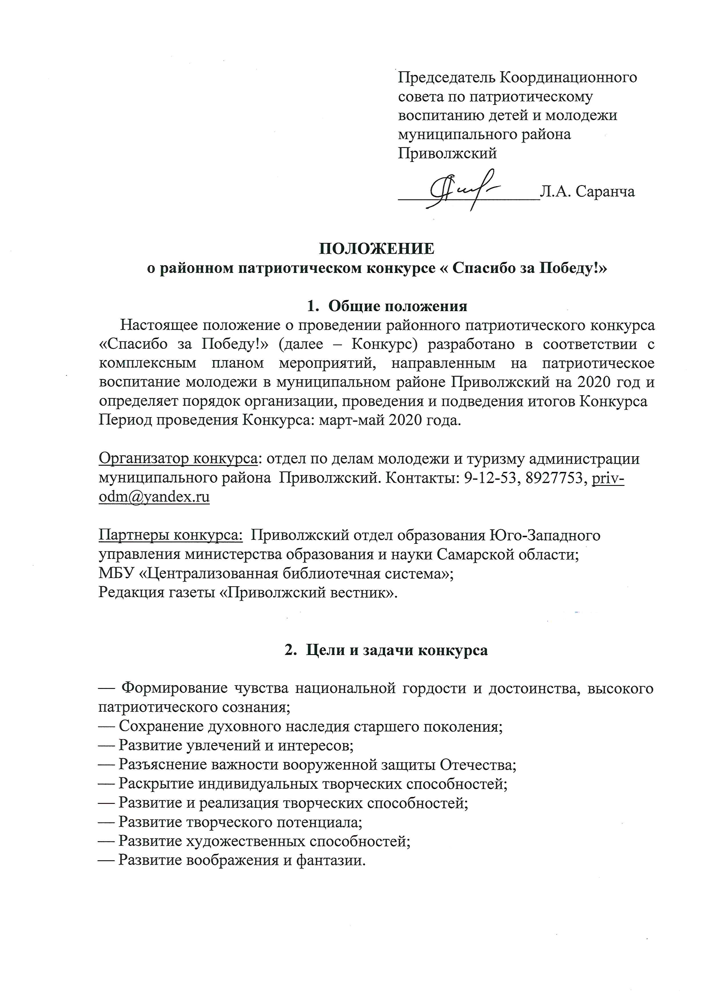 Председатель Координационного
совета по патриотическому
воспитанию детей и молодежи
муниципального района
Приволжский
_________________Л.А. Саранча
ПОЛОЖЕНИЕ
о районном патриотическом конкурсе « Спасибо за Победу!»
1. Общие положения
Настоящее положение о проведении районного патриотического конкурса
«Спасибо за Победу!» (далее – Конкурс) разработано в соответствии с
комплексным планом мероприятий, направленным на патриотическое
воспитание молодежи в муниципальном районе Приволжский на 2020 год и
определяет порядок организации, проведения и подведения итогов Конкурса
Период проведения Конкурса: март-май 2020 года.
Организатор конкурса: отдел по делам молодежи и туризму администрации
муниципального района Приволжский. Контакты: 9-12-53, 8927753, priv-
odm@yandex.ru
Партнеры конкурса: Приволжский отдел образования Юго-Западного
управления министерства образования и науки Самарской области;
МБУ «Централизованная библиотечная система»;
Редакция газеты «Приволжский вестник».
2. Цели и задачи конкурса
— Формирование чувства национальной гордости и достоинства, высокого
патриотического сознания;
— Сохранение духовного наследия старшего поколения;
— Развитие увлечений и интересов;
— Разъяснение важности вооруженной защиты Отечества;
— Раскрытие индивидуальных творческих способностей;
— Развитие и реализация творческих способностей;
— Развитие творческого потенциала;
— Развитие художественных способностей;
— Развитие воображения и фантазии.